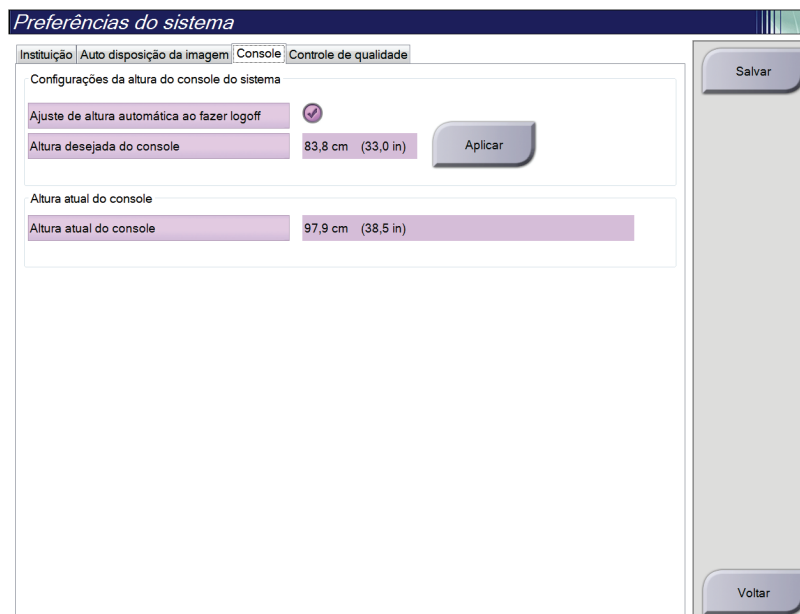 Preferências do sistema
Instituição Auto disposição da imagem Console Controle de qualidade
Salvar
Configurações da altura do console do sistema
Ajuste de altura automática ao fazer logoff
Altura desejada do console 83,8 cm (33,0 in) Aplicar
Altura atual do console
Altura atual do console 97,9 cm (38,5 in)
Voltar